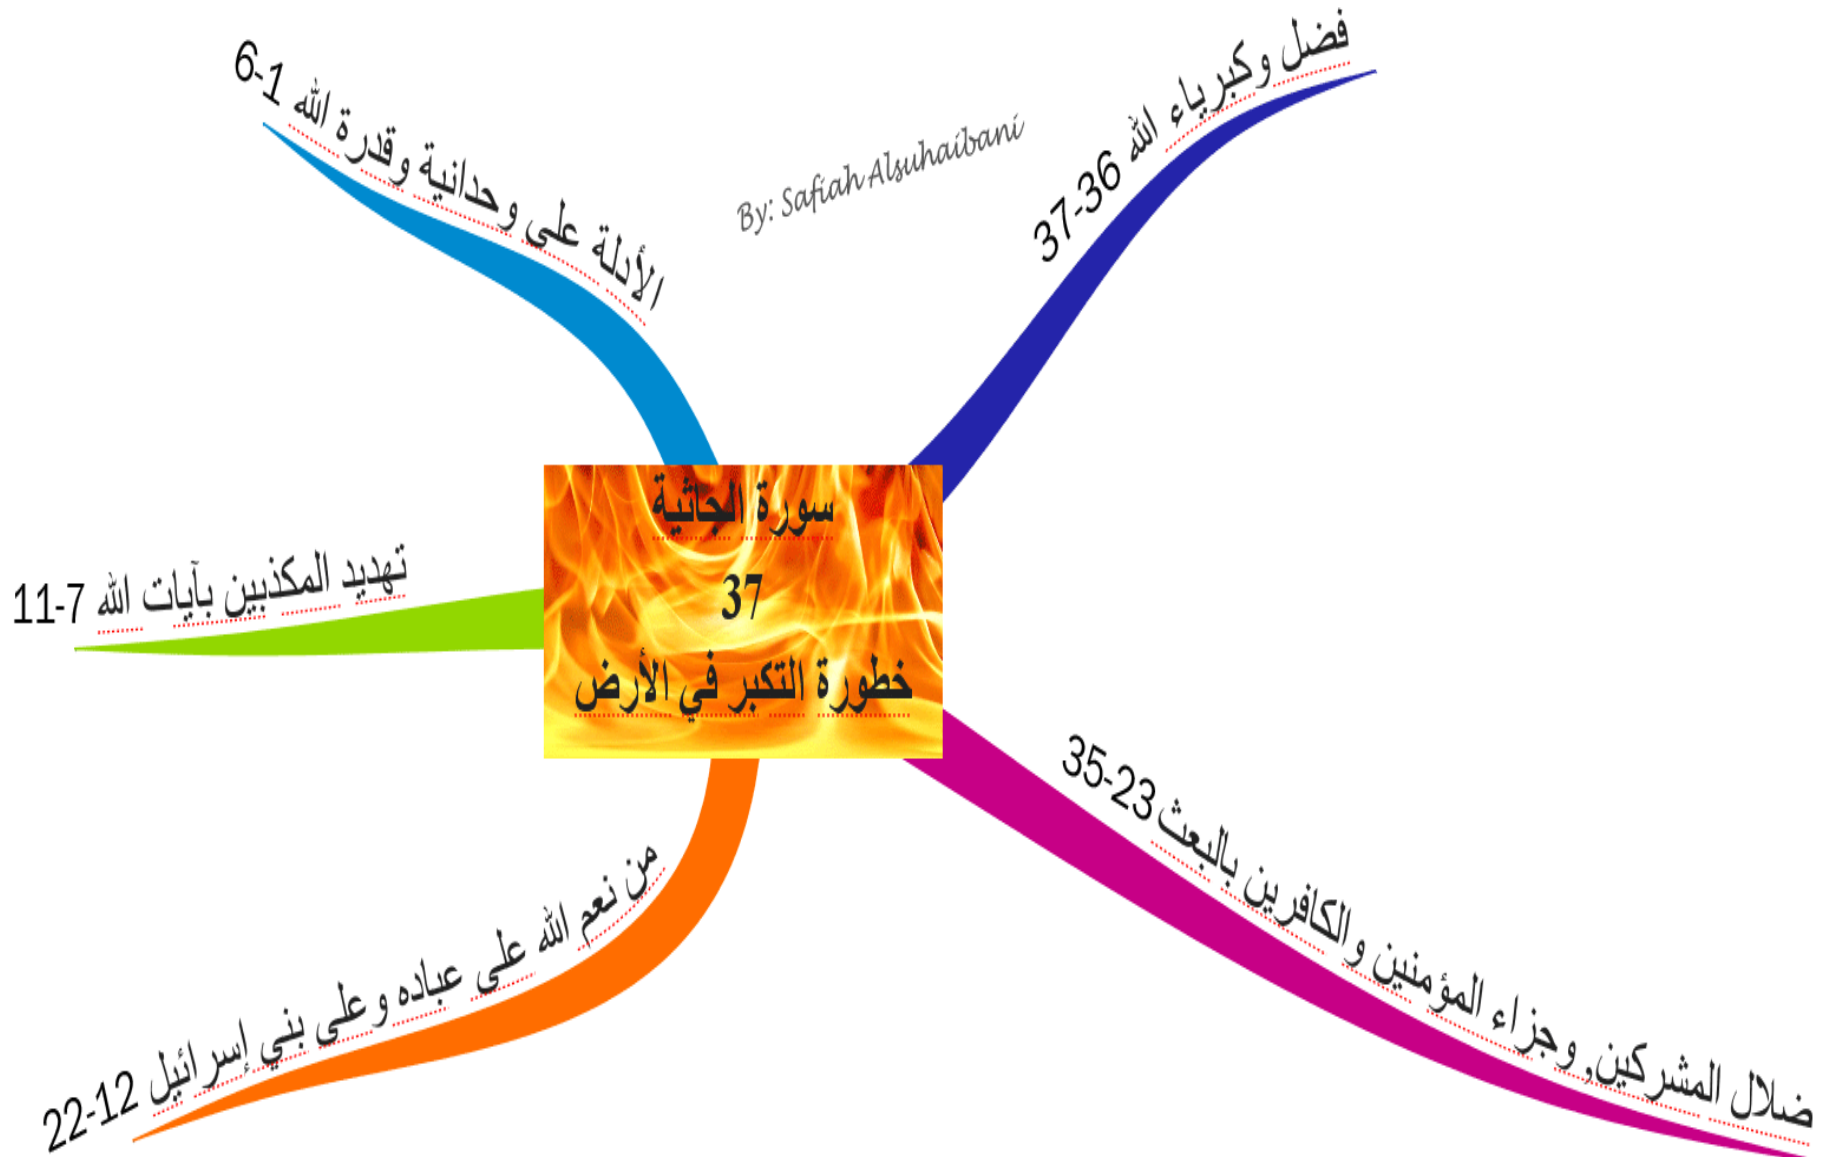 سورة الجاثية
37
خطورة التكبر في الأرض
فضل وكبرياء الله 36-37
ضلال المشركين, وجزاء المؤمنين والكافرين بالبعث 23-35
من نعم الله على عباده وعلى بني إسرائيل 12-22
تهديد المكذبين بآيات الله 7-11
الأدلة على وحدانية وقدرة الله 1-6
By: Safiah Alsuhaibani